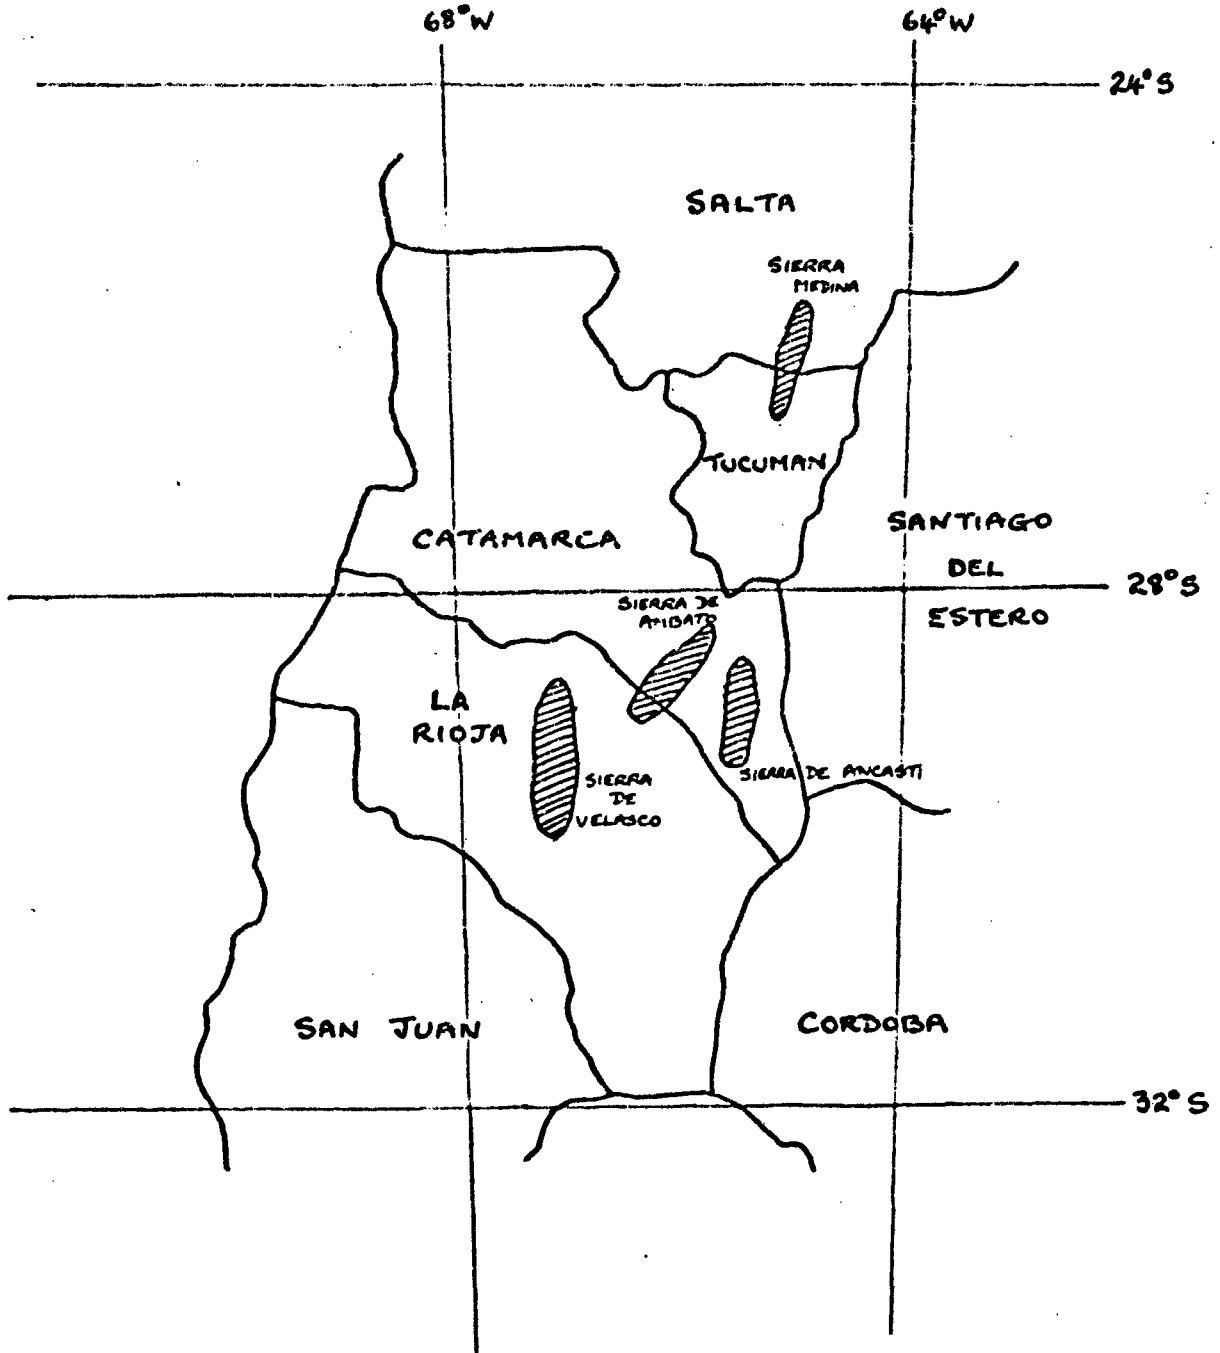 68°W
64°W
24°S
SALTA
SIERRA
MEDINA
TUCUMAN
SANTIAGO
DEL
ESTERO
CATAMARCA
28°S
SIERRA DE
AMBATO
LA
RIOJA
SIERRA DE ANCASTI
SIERRA
DE
VELASCO
SAN JUAN
CORDOBA
32°S